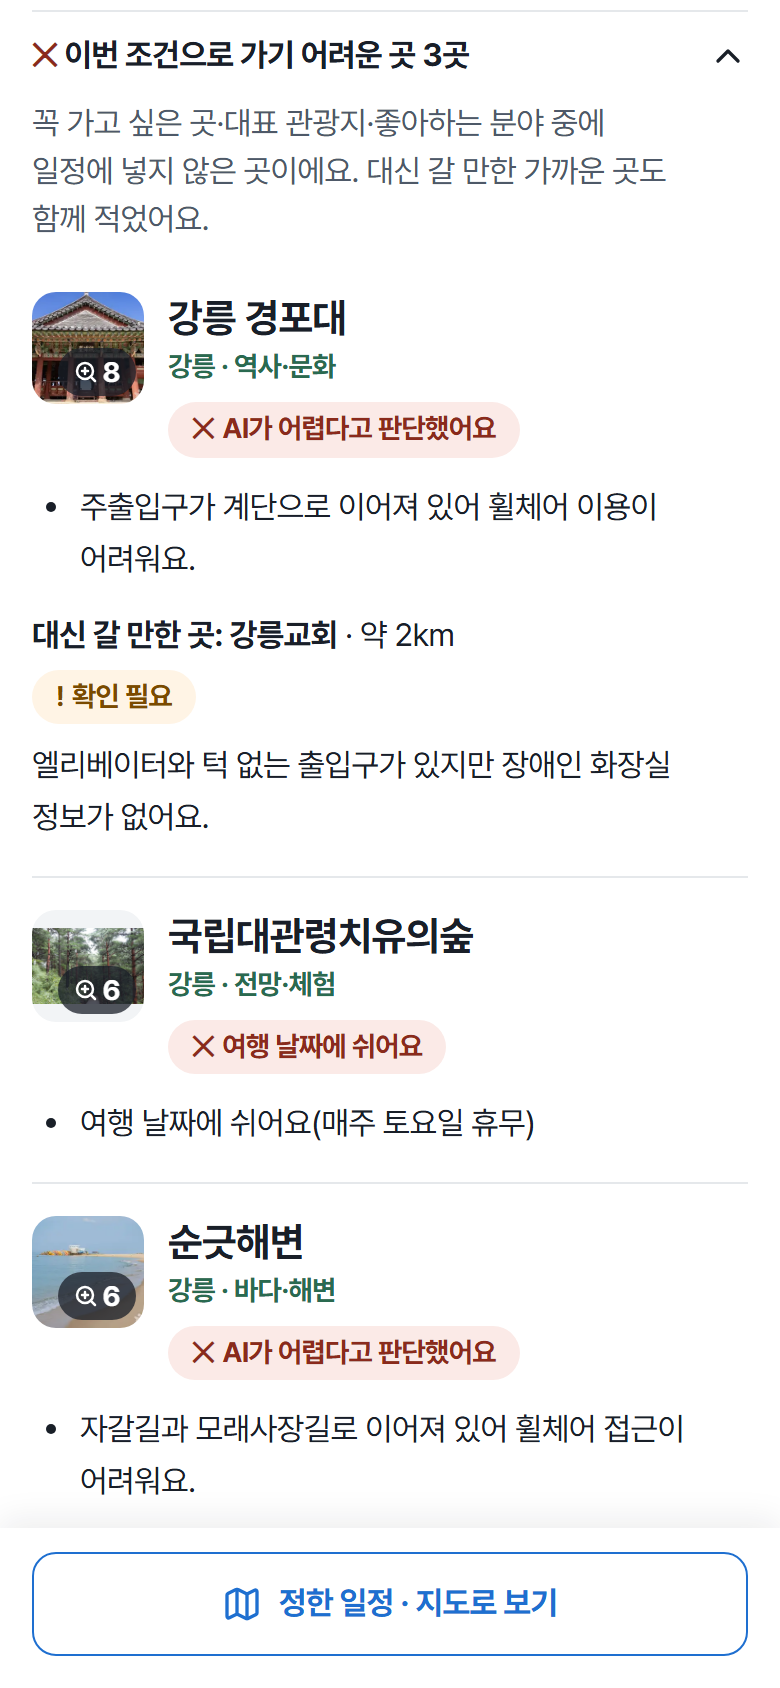 ✕ 이번 조건으로 가기 어려운 곳 3곳
꼭 가고 싶은 곳·대표 관광지·좋아하는 분야 중에
일정에 넣지 않은 곳이에요. 대신 갈 만한 가까운 곳도
함께 적었어요.
8
강릉 경포대
강릉 · 역사·문화
✕ AI가 어렵다고 판단했어요
• 주출입구가 계단으로 이어져 있어 휠체어 이용이
어려워요.
대신 갈 만한 곳: 강릉교회 · 약 2km
! 확인 필요
엘리베이터와 턱 없는 출입구가 있지만 장애인 화장실
정보가 없어요.
6
국립대관령치유의숲
강릉 · 전망·체험
✕ 여행 날짜에 쉬어요
• 여행 날짜에 쉬어요(매주 토요일 휴무)
6
순긋해변
강릉 · 바다·해변
✕ AI가 어렵다고 판단했어요
• 자갈길과 모래사장길로 이어져 있어 휠체어 접근이
어려워요.
정한 일정 · 지도로 보기